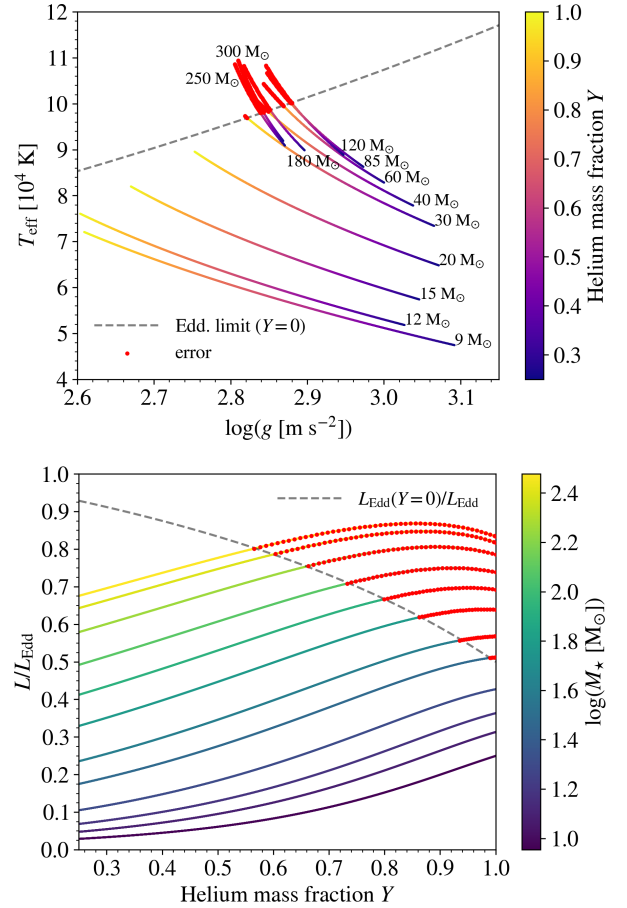 12
11
10
9
8
7
6
5
4
T_eff [10⁴ K]
300 M⊙
250 M⊙
180 M⊙
120 M⊙
85 M⊙
60 M⊙
40 M⊙
30 M⊙
20 M⊙
15 M⊙
12 M⊙
9 M⊙
Edd. limit (Y = 0)
error
2.6 2.7 2.8 2.9 3.0 3.1
log(g [m s⁻²])
1.0
0.9
0.8
0.7
0.6
0.5
0.4
0.3
Helium mass fraction Y
1.0
0.9
0.8
0.7
0.6
0.5
0.4
0.3
0.2
0.1
0.0
L/L_Edd
L_Edd(Y = 0)/L_Edd
0.3 0.4 0.5 0.6 0.7 0.8 0.9 1.0
Helium mass fraction Y
2.4
2.2
2.0
1.8
1.6
1.4
1.2
1.0
log(M⋆ [M⊙])